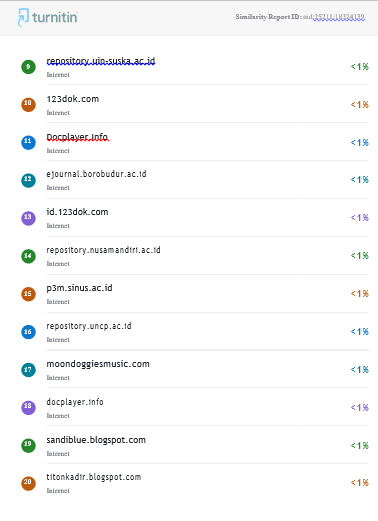 turnitin
Similarity Report ID: oid:25211:18324139
9 repository.uin-suska.ac.id <1%
Internet
10 123dok.com <1%
Internet
11 Docplayer.Info <1%
Internet
12 ejournal.borobudur.ac.id <1%
Internet
13 id.123dok.com <1%
Internet
14 repository.nusamandiri.ac.id <1%
Internet
15 p3m.sinus.ac.id <1%
Internet
16 repository.uncp.ac.id <1%
Internet
17 moondoggiesmusic.com <1%
Internet
18 docplayer.info <1%
Internet
19 sandiblue.blogspot.com <1%
Internet
20 titonkadir.blogspot.com <1%
Internet